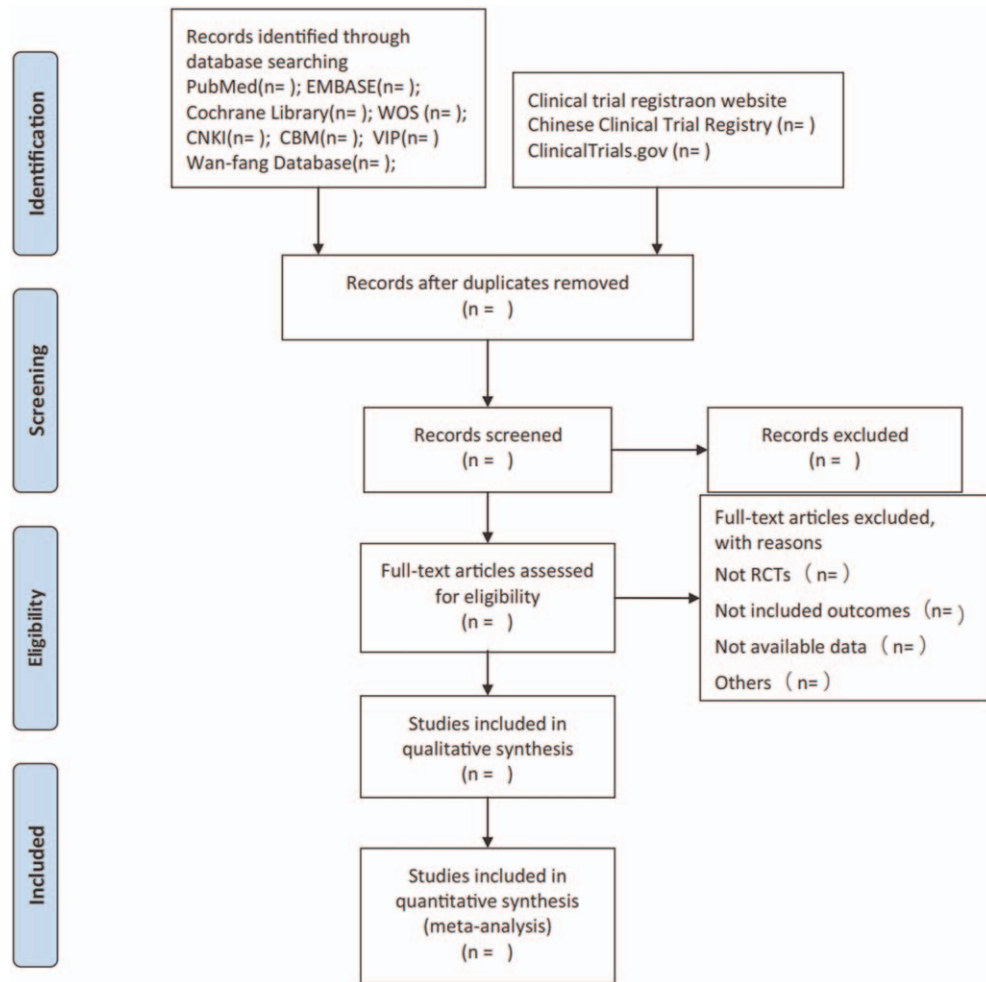 Identification
Records identified through
database searching
PubMed(n= ); EMBASE(n= );
Cochrane Library(n= ); WOS (n= );
CNKI(n= ); CBM(n= ); VIP(n= )
Wan-fang Database(n= );
Clinical trial registraon website
Chinese Clinical Trial Registry (n= )
ClinicalTrials.gov (n= )
Records after duplicates removed
(n = )
Screening
Records screened
(n = )
Records excluded
(n = )
Eligibility
Full-text articles assessed
for eligibility
(n = )
Full-text articles excluded,
with reasons
Not RCTs （ n= ）
Not included outcomes （n= ）
Not available data （ n= ）
Others （ n= ）
Studies included in
qualitative synthesis
(n = )
Included
Studies included in
quantitative synthesis
(meta-analysis)
(n = )